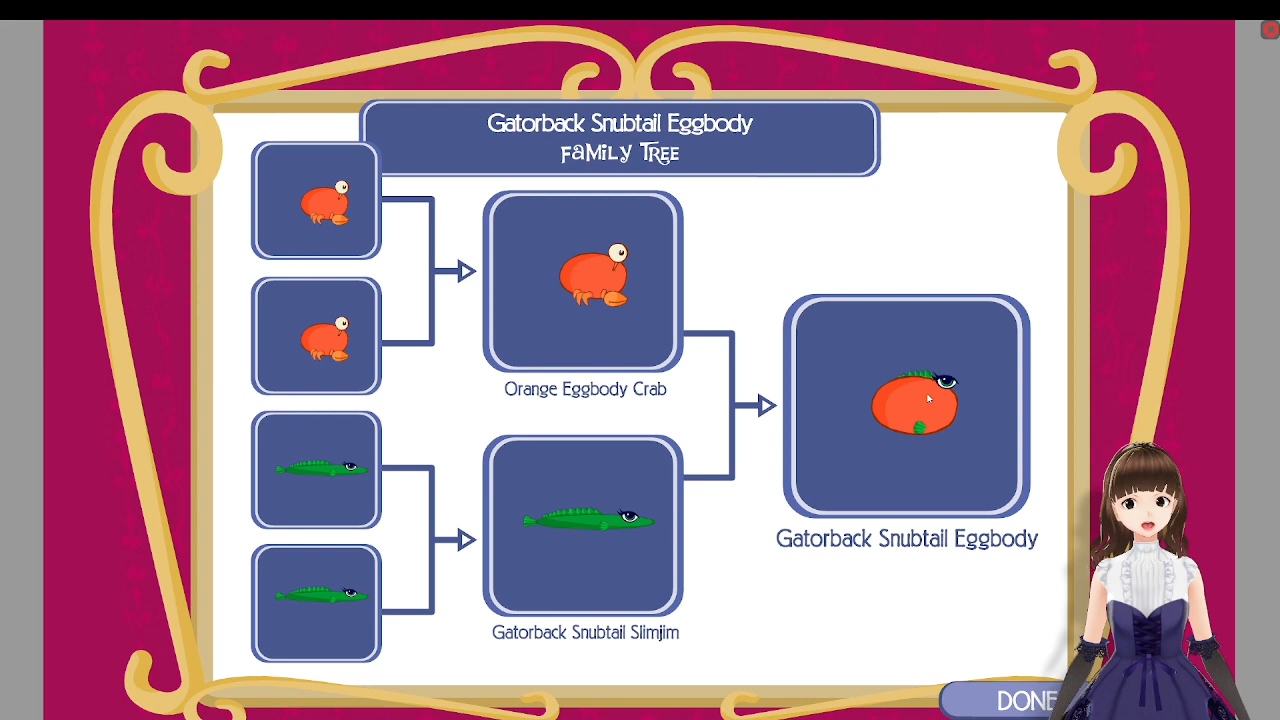 Gatorback Snubtail Eggbody
FAMILY TREE
Orange Eggbody Crab
Gatorback Snubtail Eggbody
Gatorback Snubtail Slimjim
DONE